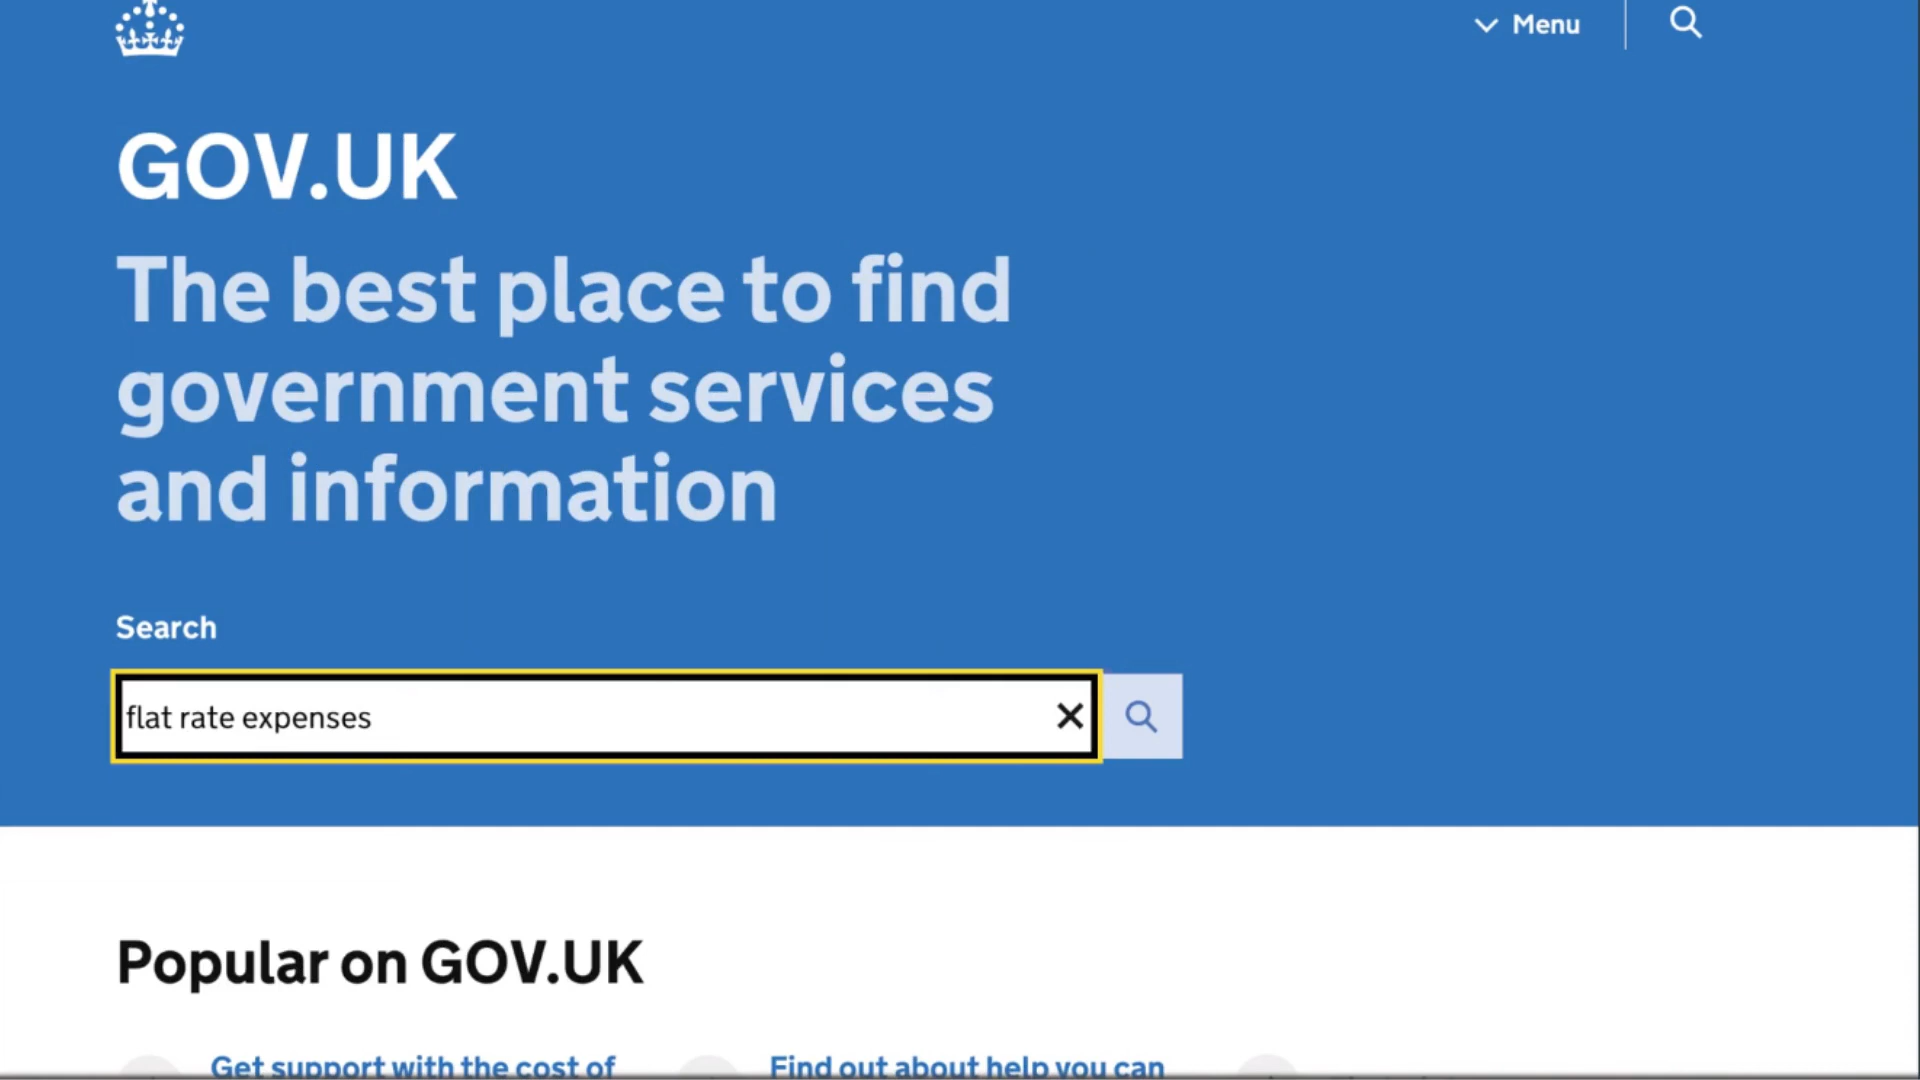 Menu
GOV.UK
The best place to find
government services
and information
Search
flat rate expenses
Popular on GOV.UK
Get support with the cost of
Find out about help you can